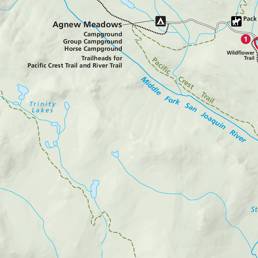 Agnew Meadows
Campground
Group Campground
Horse Campground
Trailheads for
Pacific Crest Trail and River Trail
Pack
1
Wildflower
Trail
Pacific Crest Trail
Middle Fork San Joaquin River
Trinity
Lakes
St